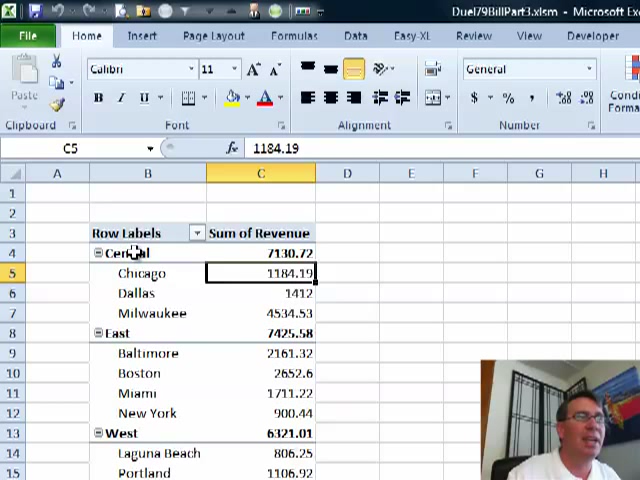 Duel79BillPart3.xlsm - Microsoft Exc
File Home Insert Page Layout Formulas Data Easy-XL Review View Developer
Calibri 11 A A General
Paste B I U A $ % , .00
Clipboard Font Alignment Number
C5 fx 1184.19
A B C D E F G H
1
2
3 Row Labels Sum of Revenue
4 Central 7130.72
5 Chicago 1184.19
6 Dallas 1412
7 Milwaukee 4534.53
8 East 7425.58
9 Baltimore 2161.32
10 Boston 2652.6
11 Miami 1711.22
12 New York 900.44
13 West 6321.01
14 Laguna Beach 806.25
15 Portland 1106.92